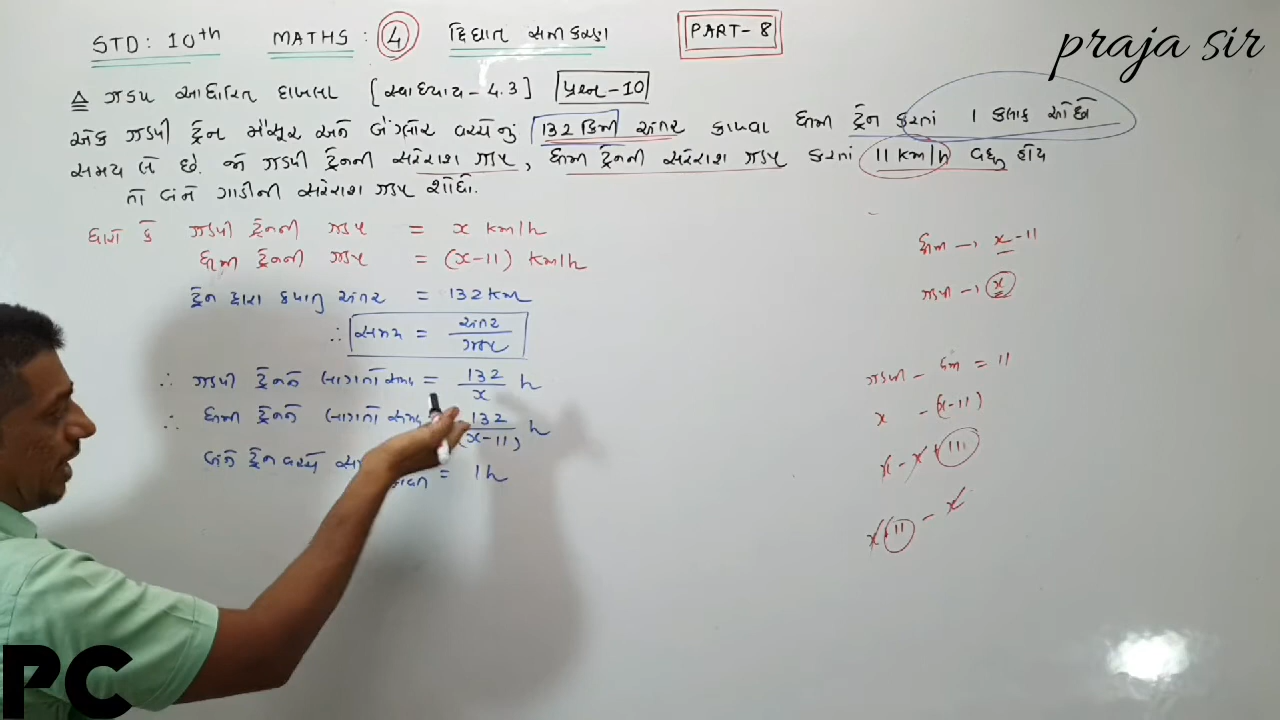 praja sir
STD: 10th MATHS: 4 દ્વિઘાત સમીકરણ PART-8
△ ઝડપ આધારિત દાખલા [સ્વાધ્યાય - 4.3] પ્રશ્ન-10
એક ઝડપી ટ્રેન મૈસૂર અને બેંગ્લોર વચ્ચેનું 132 કિમી અંતર કાપવા ધીમી ટ્રેન કરતાં 1 કલાક ઓછો
સમય લે છે. જો ઝડપી ટ્રેનની સરેરાશ ઝડપ, ધીમી ટ્રેનની સરેરાશ ઝડપ કરતાં 11 km/h વધુ હોય
તો બંને ગાડીની સરેરાશ ઝડપ શોધો.
ધારો કે ઝડપી ટ્રેનની ઝડપ = x km/h
ધીમી ટ્રેનની ઝડપ = (x-11) km/h
ટ્રેન દ્વારા કપાતુ અંતર = 132 km
∴ સમય = અંતર / ઝડપ
∴ ઝડપી ટ્રેનને લાગતો સમય = 132/x h
∴ ધીમી ટ્રેનને લાગતો સમય 132/(x-11) h
બંને ટ્રેન વચ્ચે = 1h
ધીમી → x-11
ઝડપી → x
ઝડપી - ધીમી = 11
x - (x-11)
x - x + 11
x+11 - x
PC